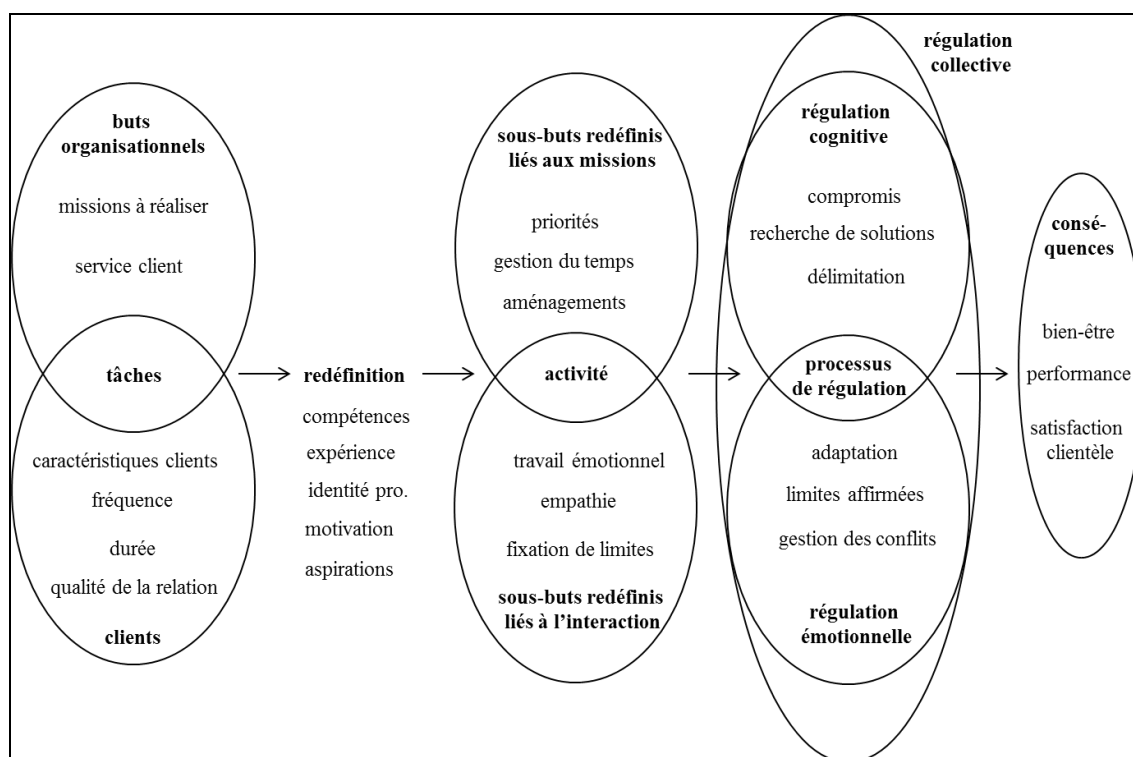 buts
organisationnels
missions à réaliser
service client
tâches
caractéristiques clients
fréquence
durée
qualité de la relation
clients
redéfinition
compétences
expérience
identité pro.
motivation
aspirations
sous-buts redéfinis
liés aux missions
priorités
gestion du temps
aménagements
activité
travail émotionnel
empathie
fixation de limites
sous-buts redéfinis
liés à l'interaction
régulation
collective
régulation
cognitive
compromis
recherche de solutions
délimitation
processus
de régulation
adaptation
limites affirmées
gestion des conflits
régulation
émotionnelle
consé-
quences
bien-être
performance
satisfaction
clientèle